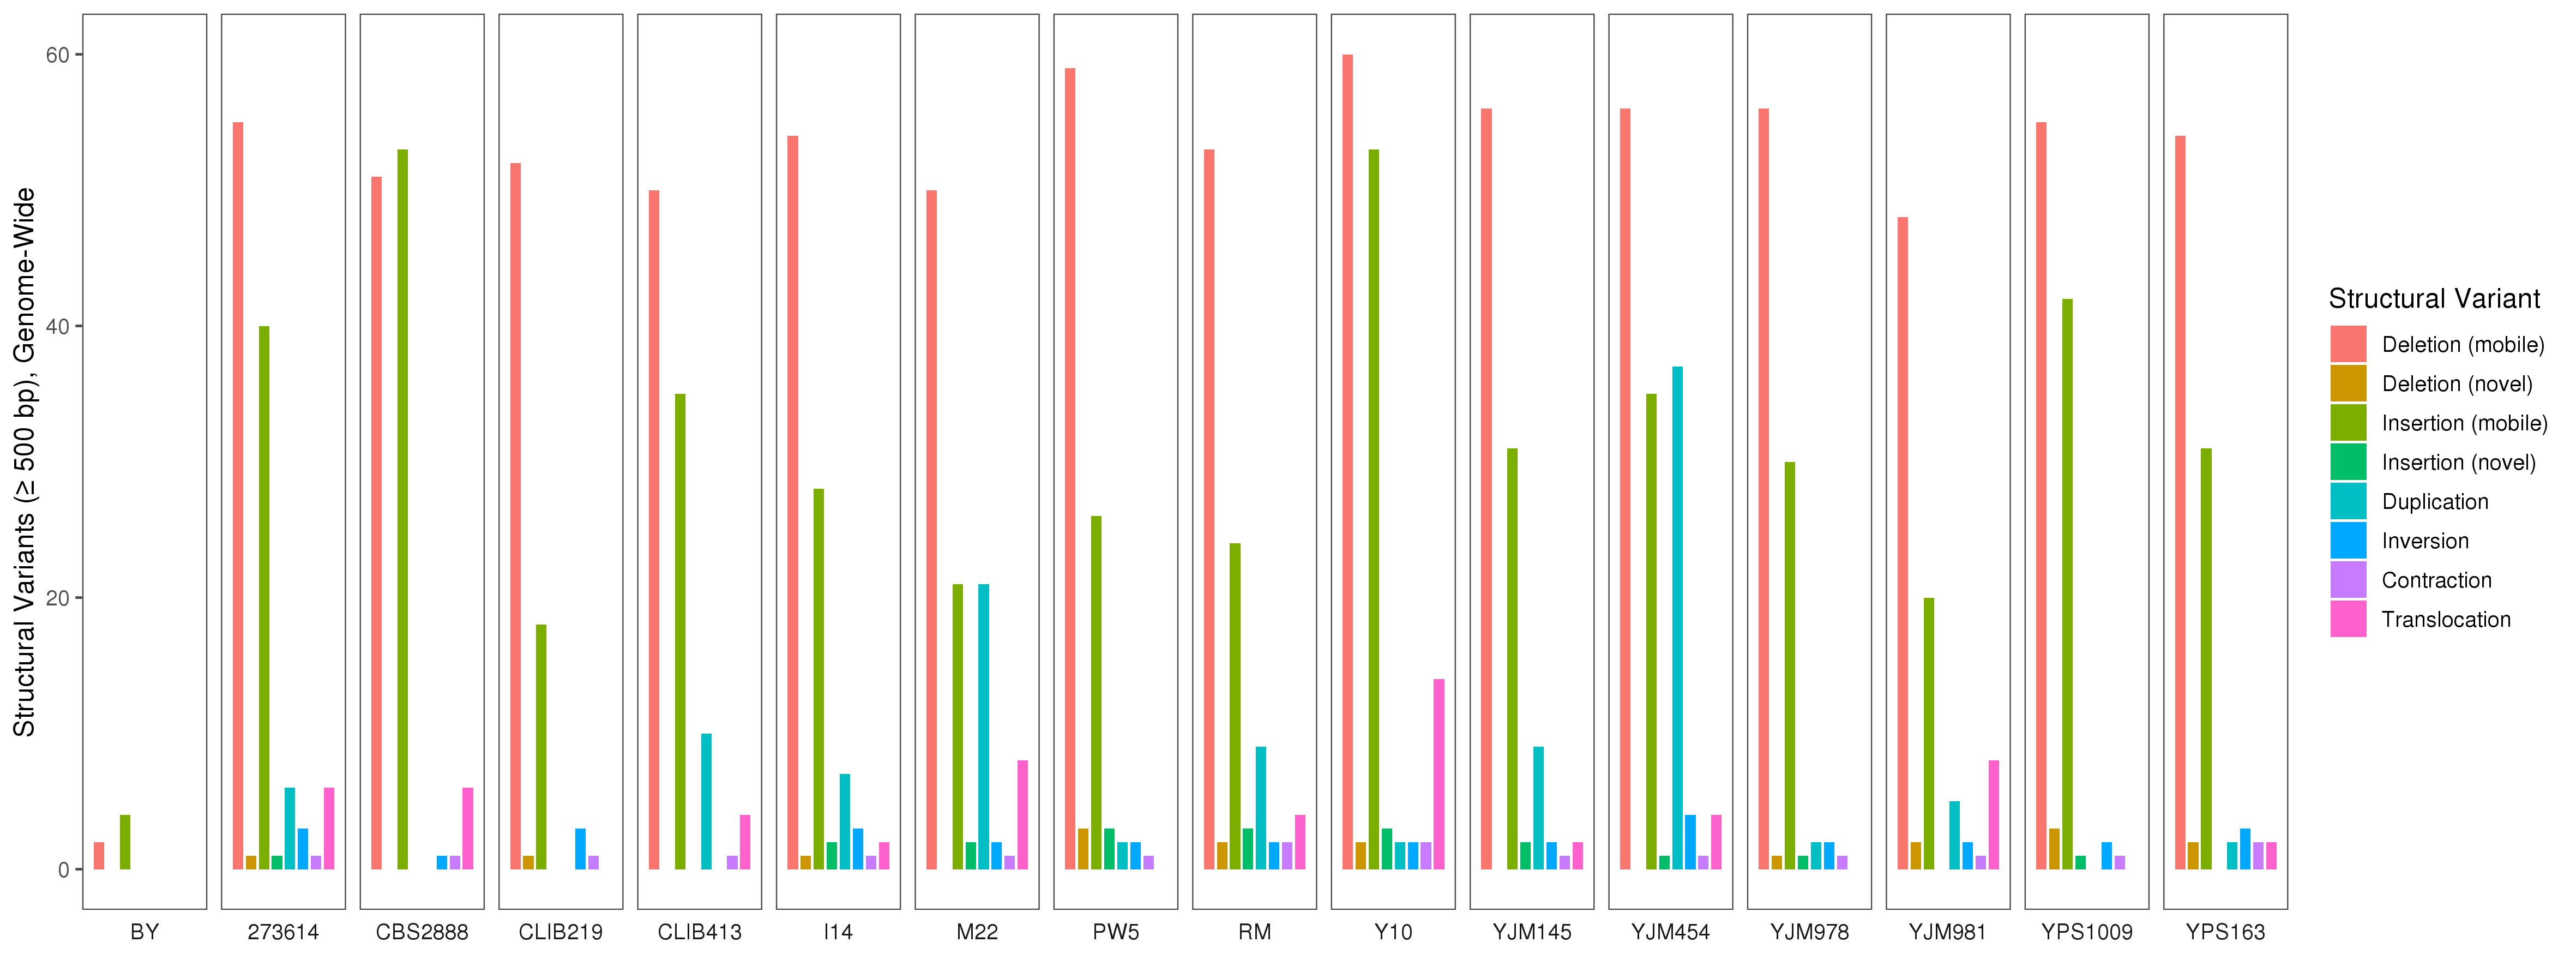 Structural Variants (≥ 500 bp), Genome-Wide
60
40
20
0
BY
273614
CBS2888
CLIB219
CLIB413
I14
M22
PW5
RM
Y10
YJM145
YJM454
YJM978
YJM981
YPS1009
YPS163
Structural Variant
Deletion (mobile)
Deletion (novel)
Insertion (mobile)
Insertion (novel)
Duplication
Inversion
Contraction
Translocation